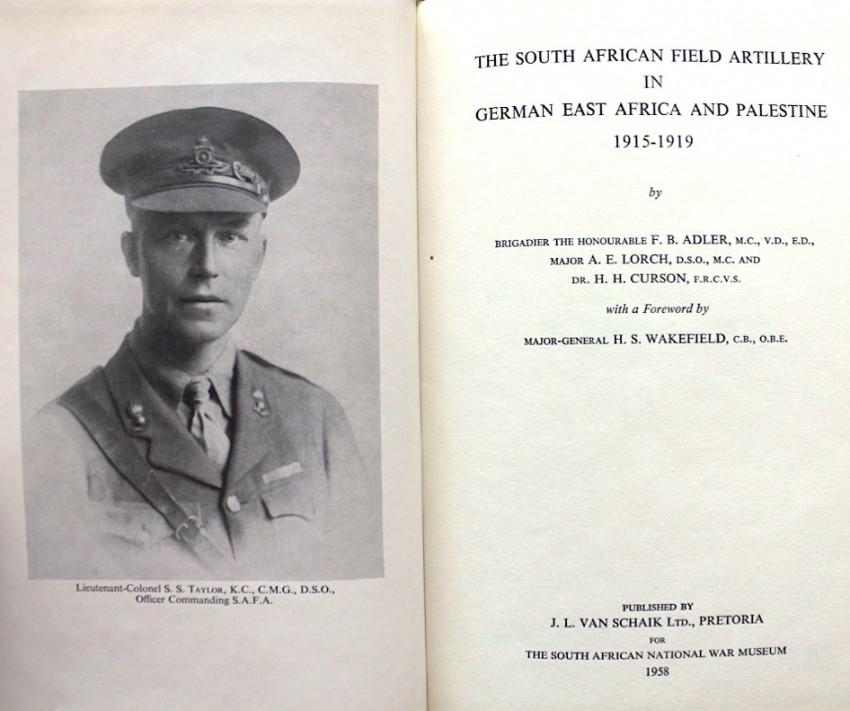 Lieutenant-Colonel S. S. TAYLOR, K.C., C.M.G., D.S.O.,
Officer Commanding S.A.F.A.
THE SOUTH AFRICAN FIELD ARTILLERY
IN
GERMAN EAST AFRICA AND PALESTINE
1915-1919
by
BRIGADIER THE HONOURABLE F. B. ADLER, M.C., V.D., E.D.,
MAJOR A. E. LORCH, D.S.O., M.C. AND
DR. H. H. CURSON, F.R.C.V.S.
with a Foreword by
MAJOR-GENERAL H. S. WAKEFIELD, C.B., O.B.E.
PUBLISHED BY
J. L. VAN SCHAIK LTD., PRETORIA
FOR
THE SOUTH AFRICAN NATIONAL WAR MUSEUM
1958